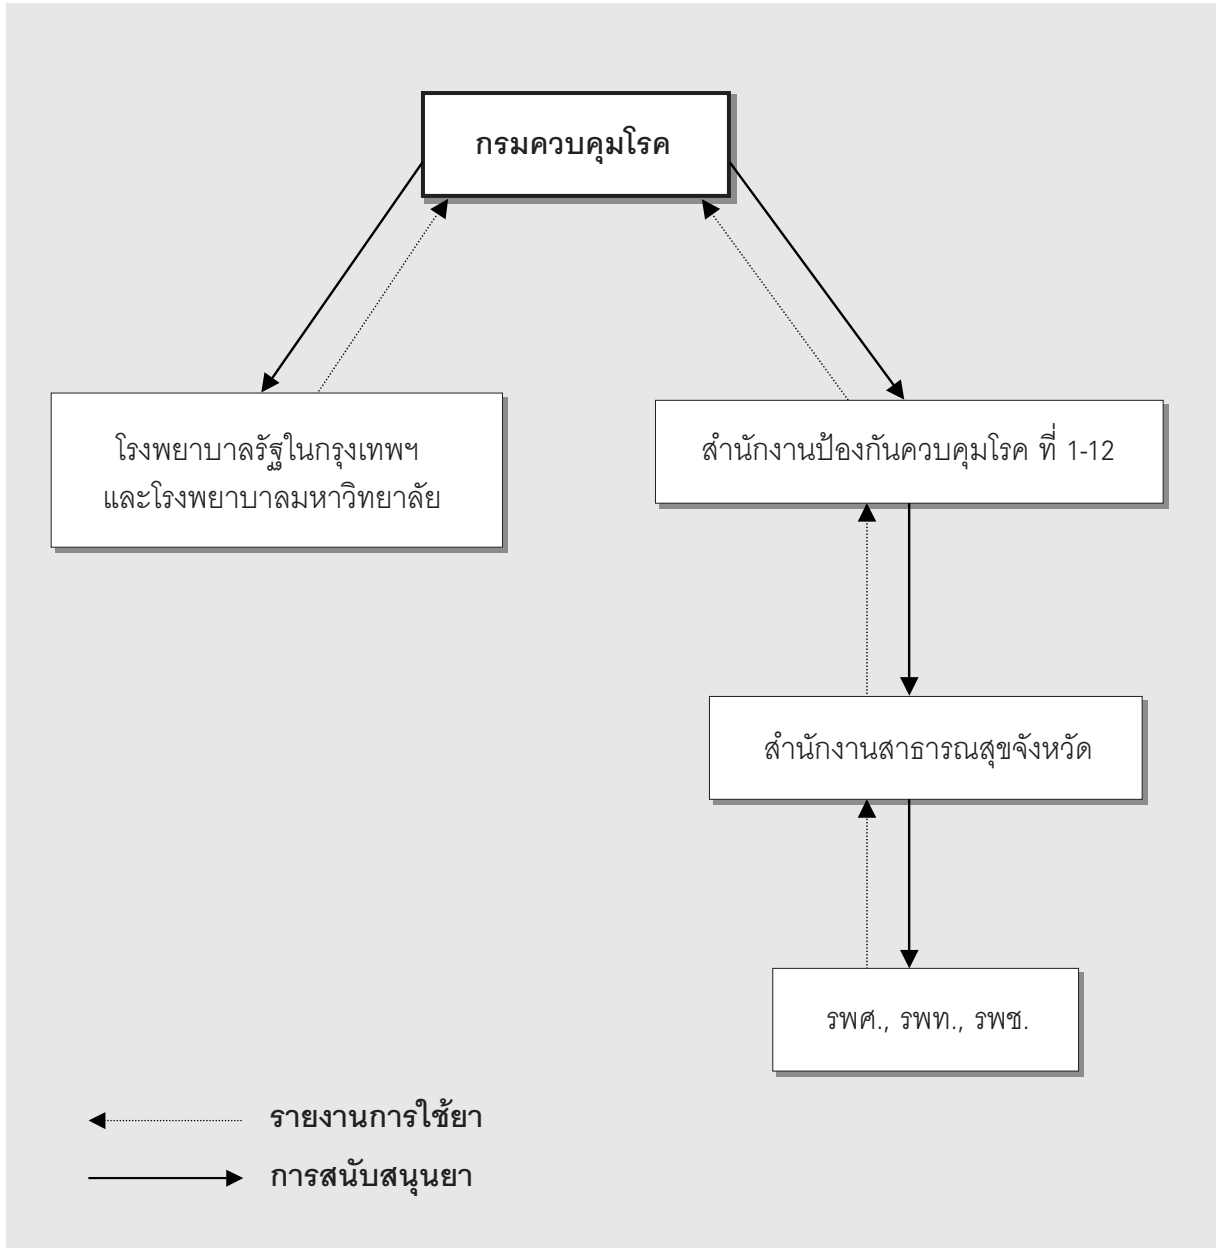 กรมควบคุมโรค
โรงพยาบาลรัฐในกรุงเทพฯ
และโรงพยาบาลมหาวิทยาลัย
สำนักงานป้องกันควบคุมโรค ที่ 1-12
สำนักงานสาธารณสุขจังหวัด
รพศ., รพท., รพช.
รายงานการใช้ยา
การสนับสนุนยา